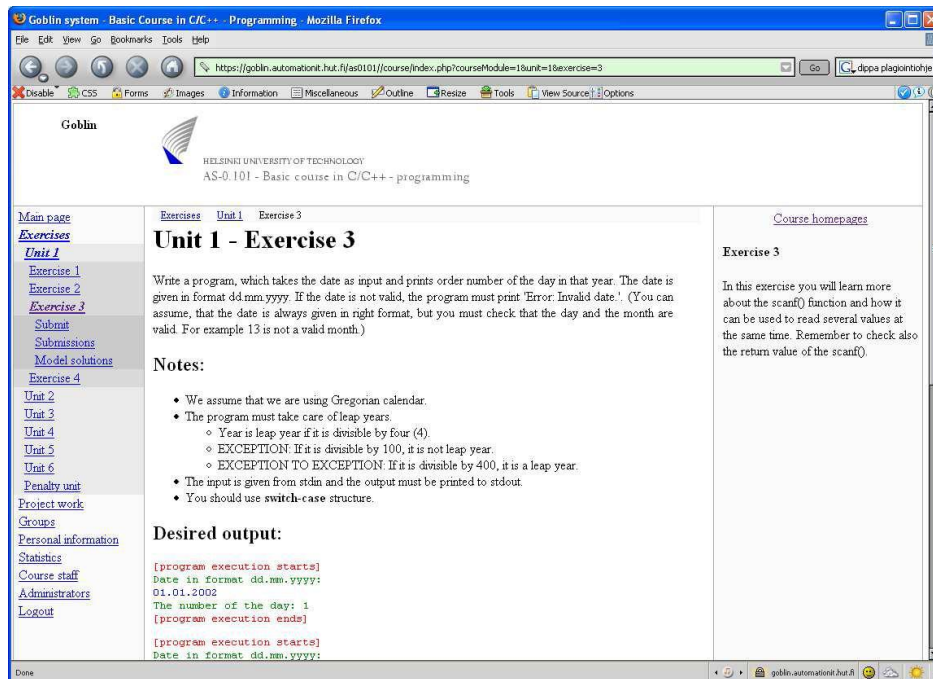 Goblin system - Basic Course in C/C++ - Programming - Mozilla Firefox
File Edit View Go Bookmarks Tools Help
https://goblin.automationit.hut.fi/as0101//course/index.php?courseModule=1&unit=1&exercise=3
Go
dippa plagiointiohje
Disable CSS Forms Images Information Miscellaneous Outline Resize Tools View Source Options
Goblin
HELSINKI UNIVERSITY OF TECHNOLOGY
AS-0.101 - Basic course in C/C++ - programming
Main page
Exercises
Unit 1
Exercise 1
Exercise 2
Exercise 3
Submit
Submissions
Model solutions
Exercise 4
Unit 2
Unit 3
Unit 4
Unit 5
Unit 6
Penalty unit
Project work
Groups
Personal information
Statistics
Course staff
Administrators
Logout
Exercises Unit 1 Exercise 3
Unit 1 - Exercise 3
Write a program, which takes the date as input and prints order number of the day in that year. The date is
given in format dd.mm.yyyy. If the date is not valid, the program must print 'Error: Invalid date.'. (You can
assume, that the date is always given in right format, but you must check that the day and the month are
valid. For example 13 is not a valid month.)
Notes:
We assume that we are using Gregorian calendar.
The program must take care of leap years.
Year is leap year if it is divisible by four (4).
EXCEPTION: If it is divisible by 100, it is not leap year.
EXCEPTION TO EXCEPTION: If it is divisible by 400, it is a leap year.
The input is given from stdin and the output must be printed to stdout.
You should use switch-case structure.
Desired output:
[program execution starts]
Date in format dd.mm.yyyy:
01.01.2002
The number of the day: 1
[program execution ends]
[program execution starts]
Date in format dd.mm.yyyy:
Course homepages
Exercise 3
In this exercise you will learn more
about the scanf() function and how it
can be used to read several values at
the same time. Remember to check also
the return value of the scanf().
Done
goblin.automationit.hut.fi